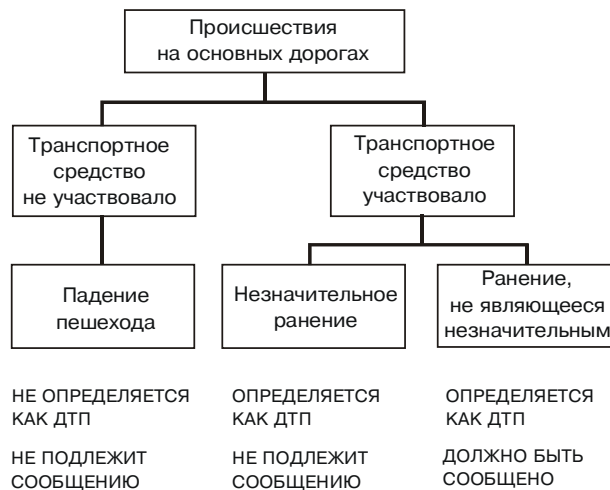 Происшествия
на основных дорогах
Транспортное
средство
не участвовало
Транспортное
средство
участвовало
Падение
пешехода
Незначительное
ранение
Ранение,
не являющееся
незначительным
НЕ ОПРЕДЕЛЯЕТСЯ
КАК ДТП
НЕ ПОДЛЕЖИТ
СООБЩЕНИЮ
ОПРЕДЕЛЯЕТСЯ
КАК ДТП
НЕ ПОДЛЕЖИТ
СООБЩЕНИЮ
ОПРЕДЕЛЯЕТСЯ
КАК ДТП
ДОЛЖНО БЫТЬ
СООБЩЕНО